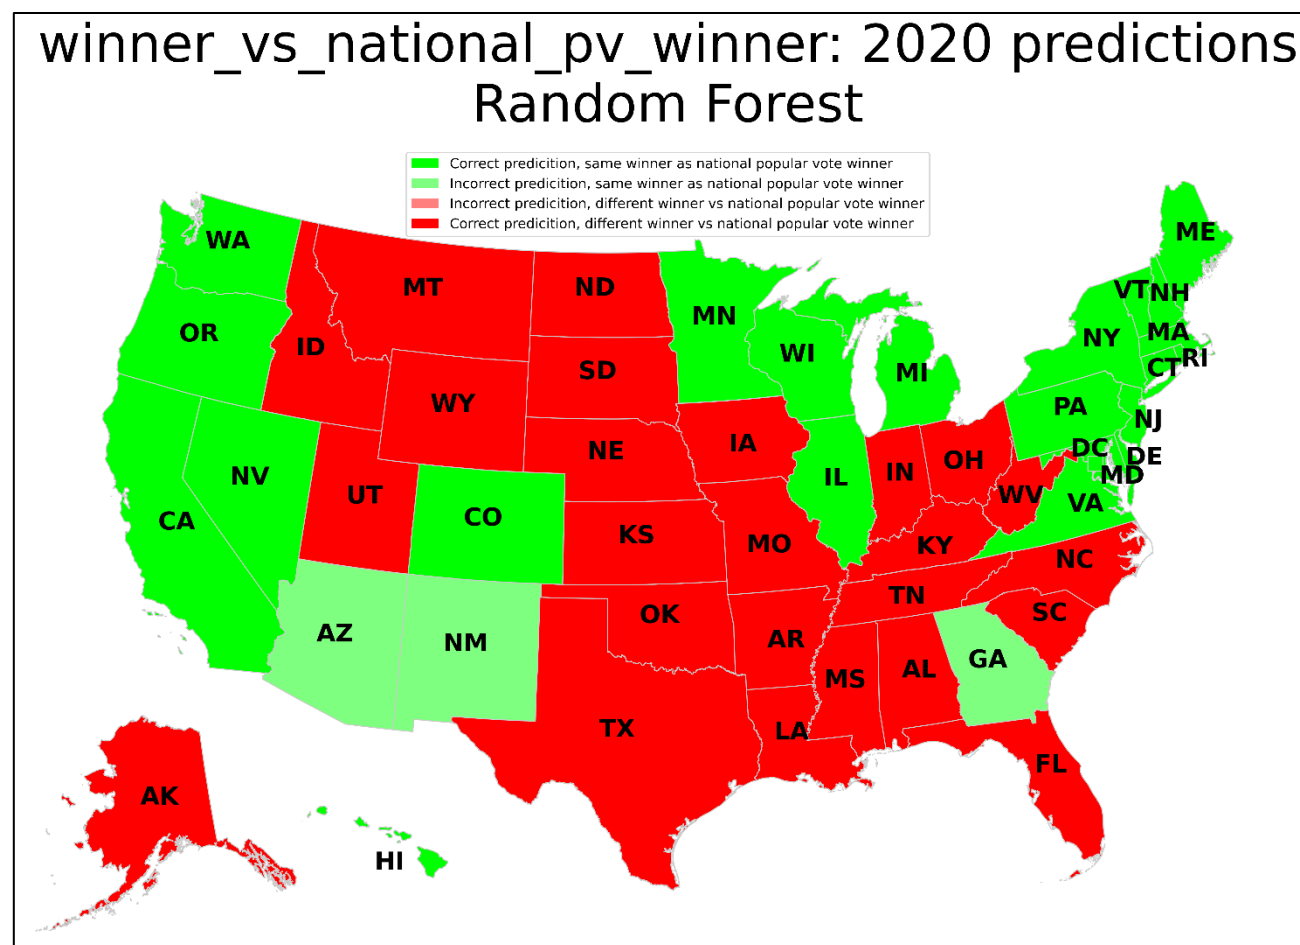 winner_vs_national_pv_winner: 2020 predictions
Random Forest
Correct predicition, same winner as national popular vote winner
Incorrect predicition, same winner as national popular vote winner
Incorrect predicition, different winner vs national popular vote winner
Correct predicition, different winner vs national popular vote winner
WA
ME
MT
ND
MN
VT
NH
OR
ID
SD
WI
MI
NY
MA
CT
RI
WY
PA
NJ
NE
IA
DC
DE
NV
UT
CO
IL
IN
OH
MD
WV
VA
CA
KS
MO
KY
NC
TN
OK
SC
AZ
NM
AR
GA
MS
AL
TX
LA
FL
AK
HI